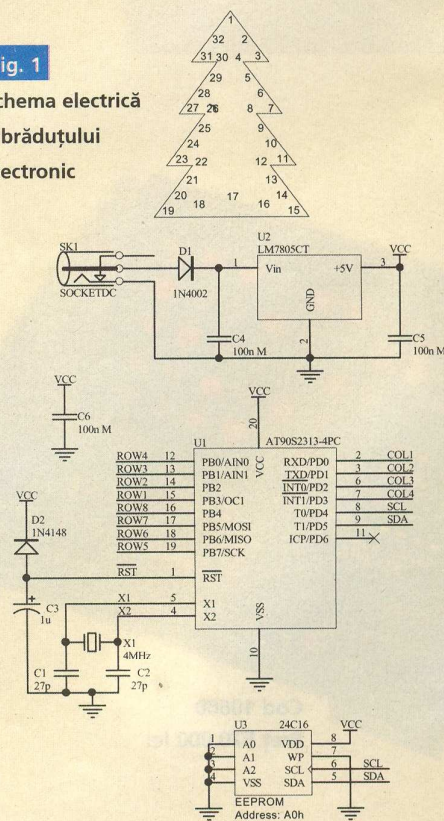 ig. 1
chema electrică
brăduțului
ectronic
1
32 2
31 30 4 3
29 5
28 6
27 26 8 7
25 9
24 10
23 22 12 11
21 13
20 14
19 18 17 16 15
SK1
SOCKETDC
D1
1N4002
U2
LM7805CT
1 Vin +5V 3
GND
2
VCC
C4
100n M
C5
100n M
VCC
C6
100n M
VCC
20
U1 AT90S2313-4PC
VCC
ROW4 12 PB0/AIN0
ROW3 13 PB1/AIN1
ROW2 14 PB2
ROW1 15 PB3/OC1
ROW8 16 PB4
ROW7 17 PB5/MOSI
ROW6 18 PB6/MISO
ROW5 19 PB7/SCK
RXD/PD0 2 COL1
TXD/PD1 3 COL2
INT0/PD2 6 COL3
INT1/PD3 7 COL4
T0/PD4 8 SCL
T1/PD5 9 SDA
ICP/PD6 11
RST 1 RST
X1 5 X1
X2 4 X2
VSS
10
VCC
D2
1N4148
+
C3
1u
X1
4MHz
C1
27p
C2
27p
U3 24C16
1 A0 VDD 8 VCC
2 A1 WP 7
3 A2 SCL 6 SCL
4 VSS SDA 5 SDA
EEPROM
Address: A0h